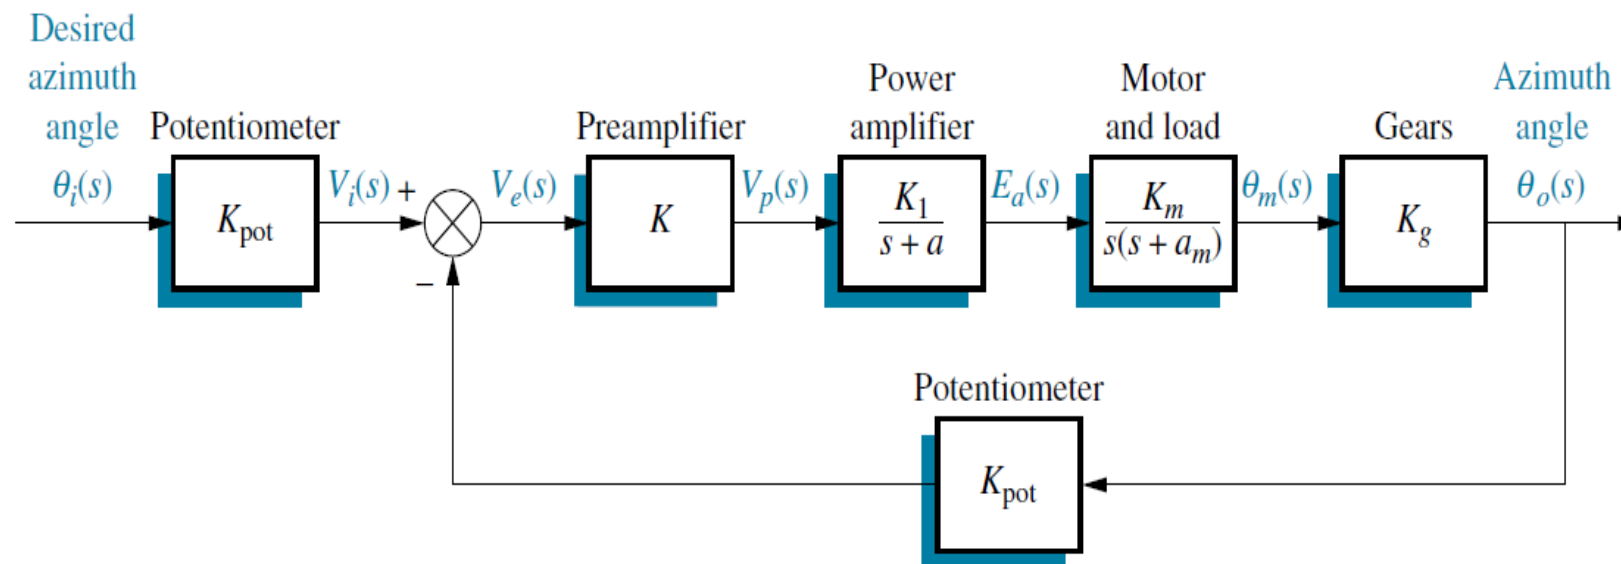 Desired
azimuth
angle
θi(s)
Potentiometer
Kpot
Vi(s) +
−
Ve(s)
Preamplifier
K
Vp(s)
Power
amplifier
K1
s + a
Ea(s)
Motor
and load
Km
s(s + am)
θm(s)
Gears
Kg
Azimuth
angle
θo(s)
Potentiometer
Kpot